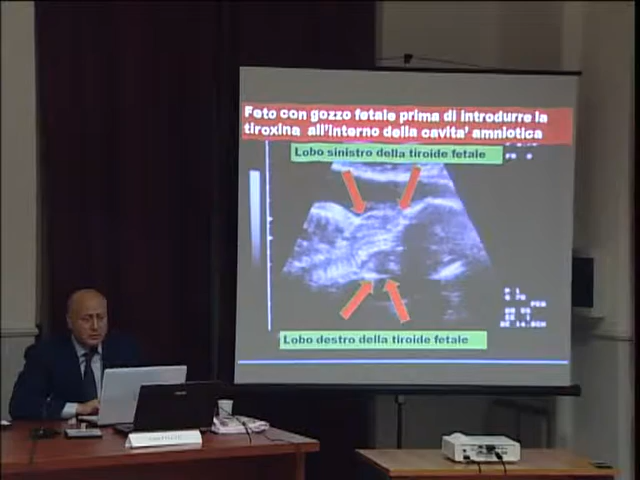 Feto con gozzo fetale prima di introdurre la
tiroxina all'interno della cavita' amniotica
Lobo sinistro della tiroide fetale
Lobo destro della tiroide fetale